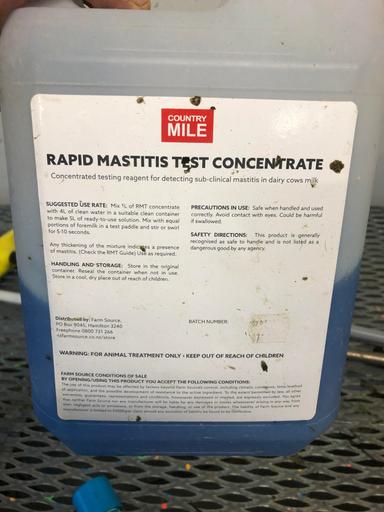 COUNTRY
MILE
RAPID MASTITIS TEST CONCENTRATE
Concentrated testing reagent for detecting sub-clinical mastitis in dairy cows milk
SUGGESTED USE RATE: Mix 1L of RMT concentrate
with 4L of clean water in a suitable clean container
to make 5L of ready-to-use solution. Mix with equal
portions of foremilk in a test paddle and stir or swirl
for 5-10 seconds.
Any thickening of the mixture indicates a presence
of mastitis. (Check the RMT Guide) Use as required.
HANDLING AND STORAGE: Store in the original
container. Reseal the container when not in use.
Store in a cool, dry place out of reach of children.
PRECAUTIONS IN USE: Safe when handled and used
correctly. Avoid contact with eyes. Could be harmful
if swallowed.
SAFETY DIRECTIONS: This product is generally
recognised as safe to handle and is not listed as a
dangerous good by any agency.
Distributed by: Farm Source.
PO Box 9045, Hamilton 3240
Freephone 0800 731 266
nzfarmsource.co.nz/store
BATCH NUMBER:
WARNING: FOR ANIMAL TREATMENT ONLY - KEEP OUT OF REACH OF CHILDREN
FARM SOURCE CONDITIONS OF SALE
BY OPENING/USING THIS PRODUCT YOU ACCEPT THE FOLLOWING CONDITIONS: